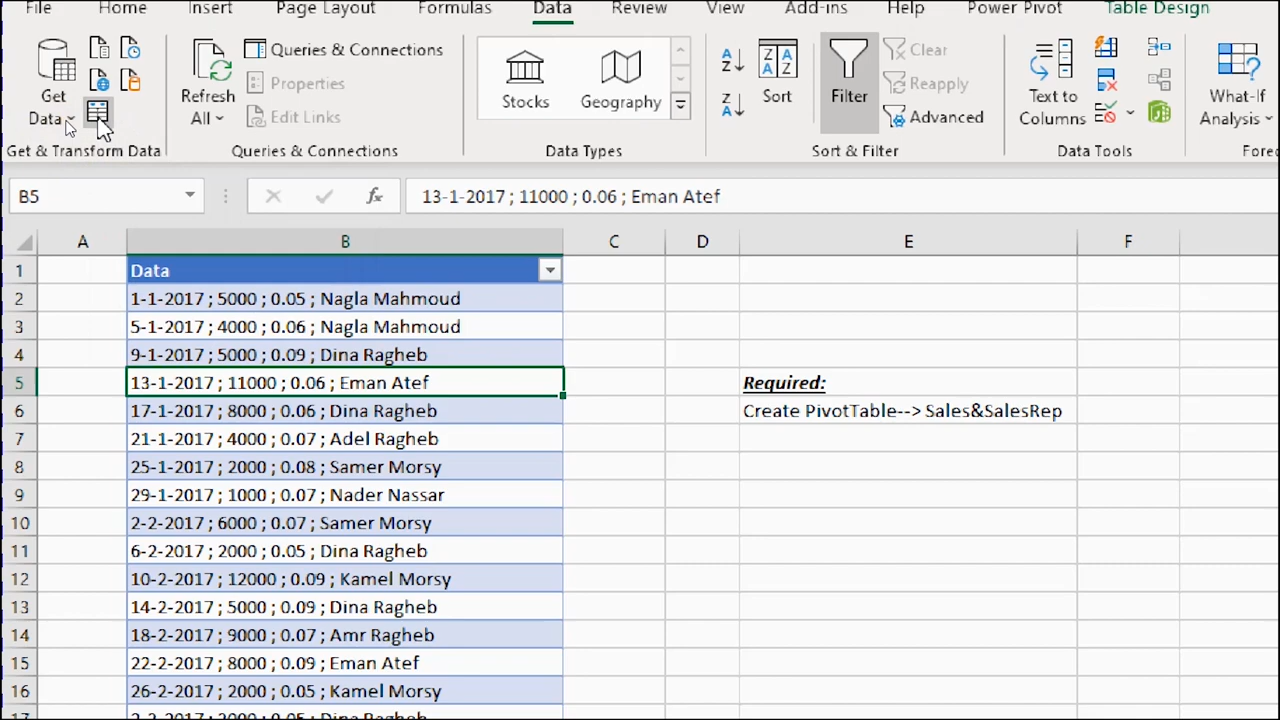 File Home Insert Page Layout Formulas Data Review View Add-ins Help Power Pivot Table Design
Get Data
Refresh All
Queries & Connections
Properties
Edit Links
Stocks
Geography
Sort
Filter
Clear
Reapply
Advanced
Text to Columns
What-If Analysis
Get & Transform Data
Queries & Connections
Data Types
Sort & Filter
Data Tools
Forec
B5
fx
13-1-2017 ; 11000 ; 0.06 ; Eman Atef
A B C D E F
1 Data
2 1-1-2017 ; 5000 ; 0.05 ; Nagla Mahmoud
3 5-1-2017 ; 4000 ; 0.06 ; Nagla Mahmoud
4 9-1-2017 ; 5000 ; 0.09 ; Dina Ragheb
5 13-1-2017 ; 11000 ; 0.06 ; Eman Atef Required:
6 17-1-2017 ; 8000 ; 0.06 ; Dina Ragheb Create PivotTable--> Sales&SalesRep
7 21-1-2017 ; 4000 ; 0.07 ; Adel Ragheb
8 25-1-2017 ; 2000 ; 0.08 ; Samer Morsy
9 29-1-2017 ; 1000 ; 0.07 ; Nader Nassar
10 2-2-2017 ; 6000 ; 0.07 ; Samer Morsy
11 6-2-2017 ; 2000 ; 0.05 ; Dina Ragheb
12 10-2-2017 ; 12000 ; 0.09 ; Kamel Morsy
13 14-2-2017 ; 5000 ; 0.09 ; Dina Ragheb
14 18-2-2017 ; 9000 ; 0.07 ; Amr Ragheb
15 22-2-2017 ; 8000 ; 0.09 ; Eman Atef
16 26-2-2017 ; 2000 ; 0.05 ; Kamel Morsy